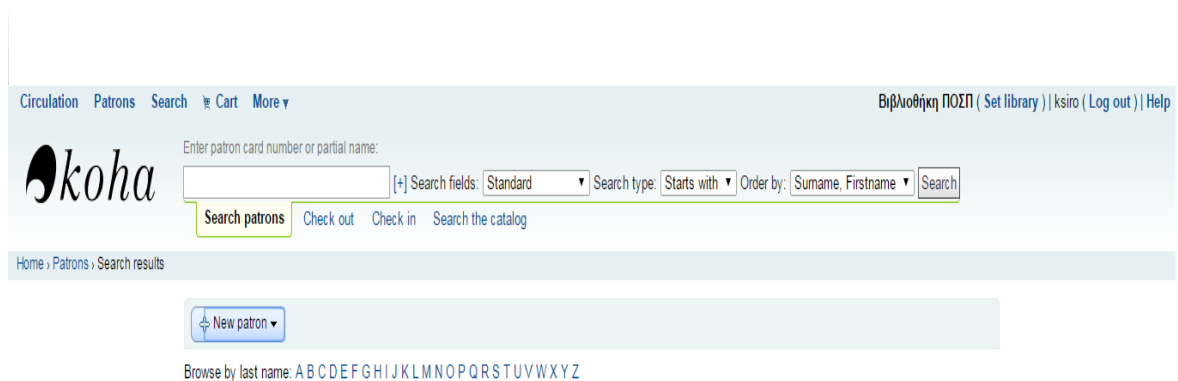 Circulation Patrons Search Cart More ▾ Βιβλιοθήκη ΠΟΣΠ ( Set library ) | ksiro ( Log out ) | Help
koha
Enter patron card number or partial name:
[+] Search fields: Standard ▼ Search type: Starts with ▼ Order by: Surname, Firstname ▼ Search
Search patrons Check out Check in Search the catalog
Home › Patrons › Search results
New patron ▾
Browse by last name: A B C D E F G H I J K L M N O P Q R S T U V W X Y Z